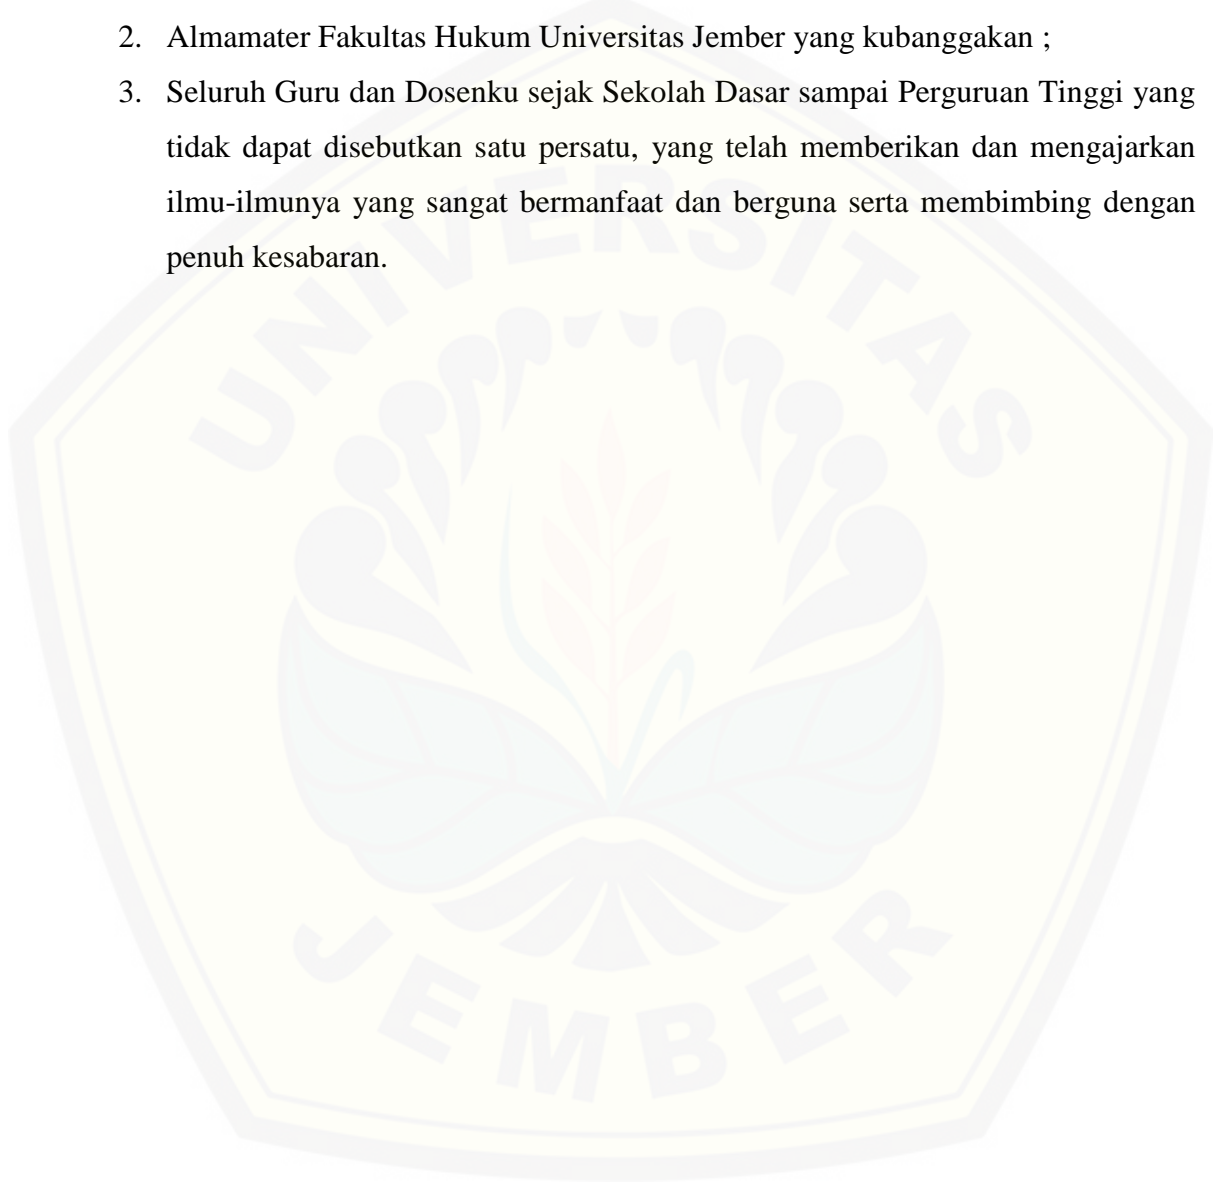 2. Almamater Fakultas Hukum Universitas Jember yang kubanggakan ;
3. Seluruh Guru dan Dosenku sejak Sekolah Dasar sampai Perguruan Tinggi yang
tidak dapat disebutkan satu persatu, yang telah memberikan dan mengajarkan
ilmu-ilmunya yang sangat bermanfaat dan berguna serta membimbing dengan
penuh kesabaran.
UNIVERSITAS
JEMBER